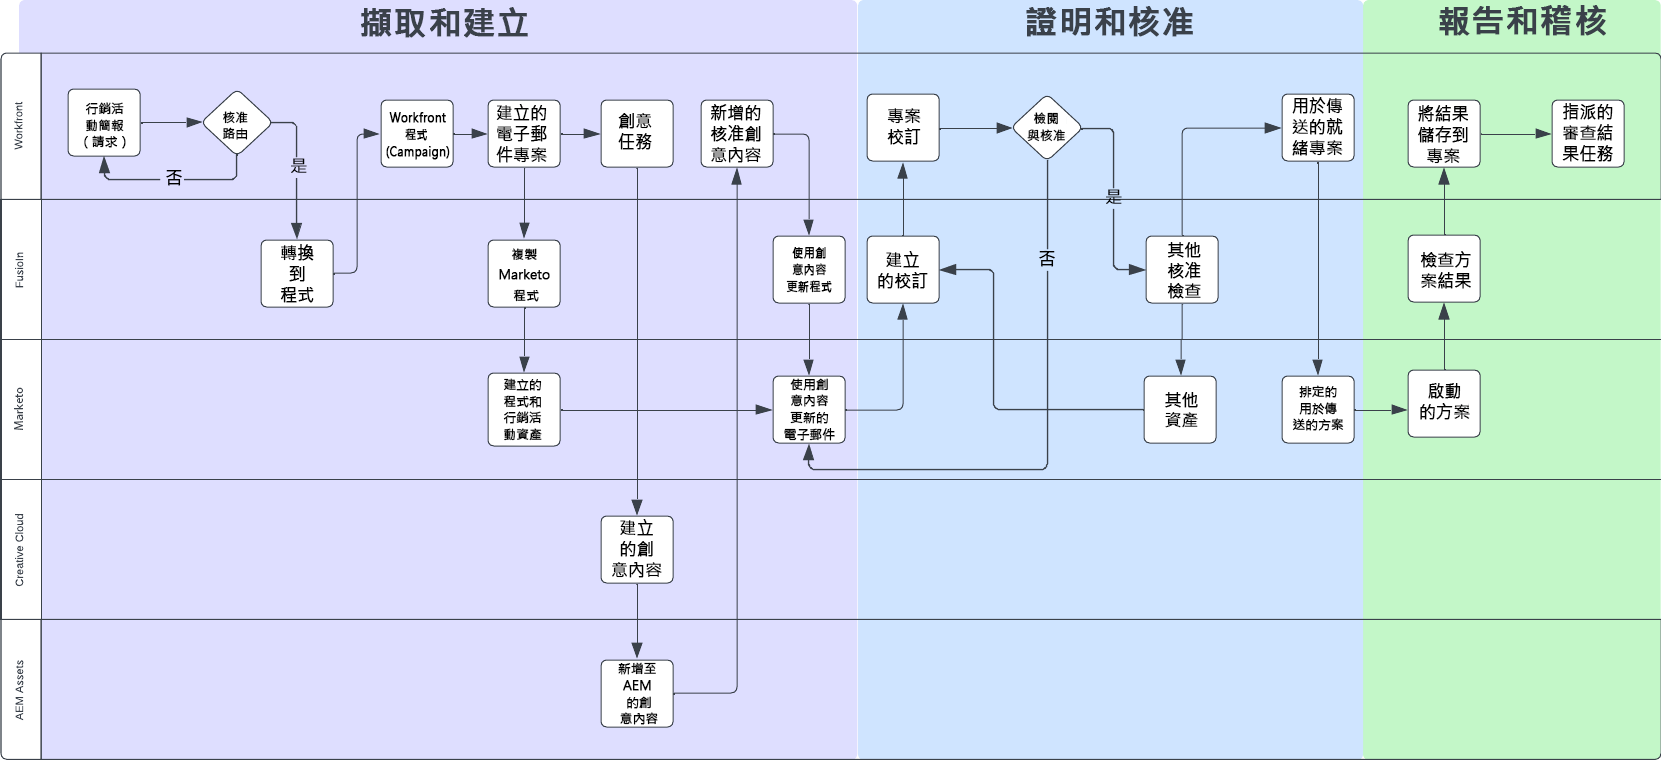 擷取和建立
證明和核准
報告和稽核
Workfront
行銷活
動簡報
（請求）
核准
路由
否
是
Workfront
程式
(Campaign)
建立的
電子郵
件專案
創意
任務
新增的
核准創
意內容
專案
校訂
檢閱
與核准
是
用於傳
送的就
緒專案
將結果
儲存到
專案
指派的
審查結
果任務
FusioIn
轉換
到
程式
複製
Marketo
程式
使用創
意內容
更新程式
建立
的校訂
否
其他
核准
檢查
檢查方
案結果
Marketo
建立的
程式和
行銷活
動資產
使用創
意內容
更新的
電子郵件
其他
資產
排定的
用於傳
送的方案
啟動
的方案
Creative Cloud
建立
的創
意內容
AEM Assets
新增至
AEM
的創
意內容